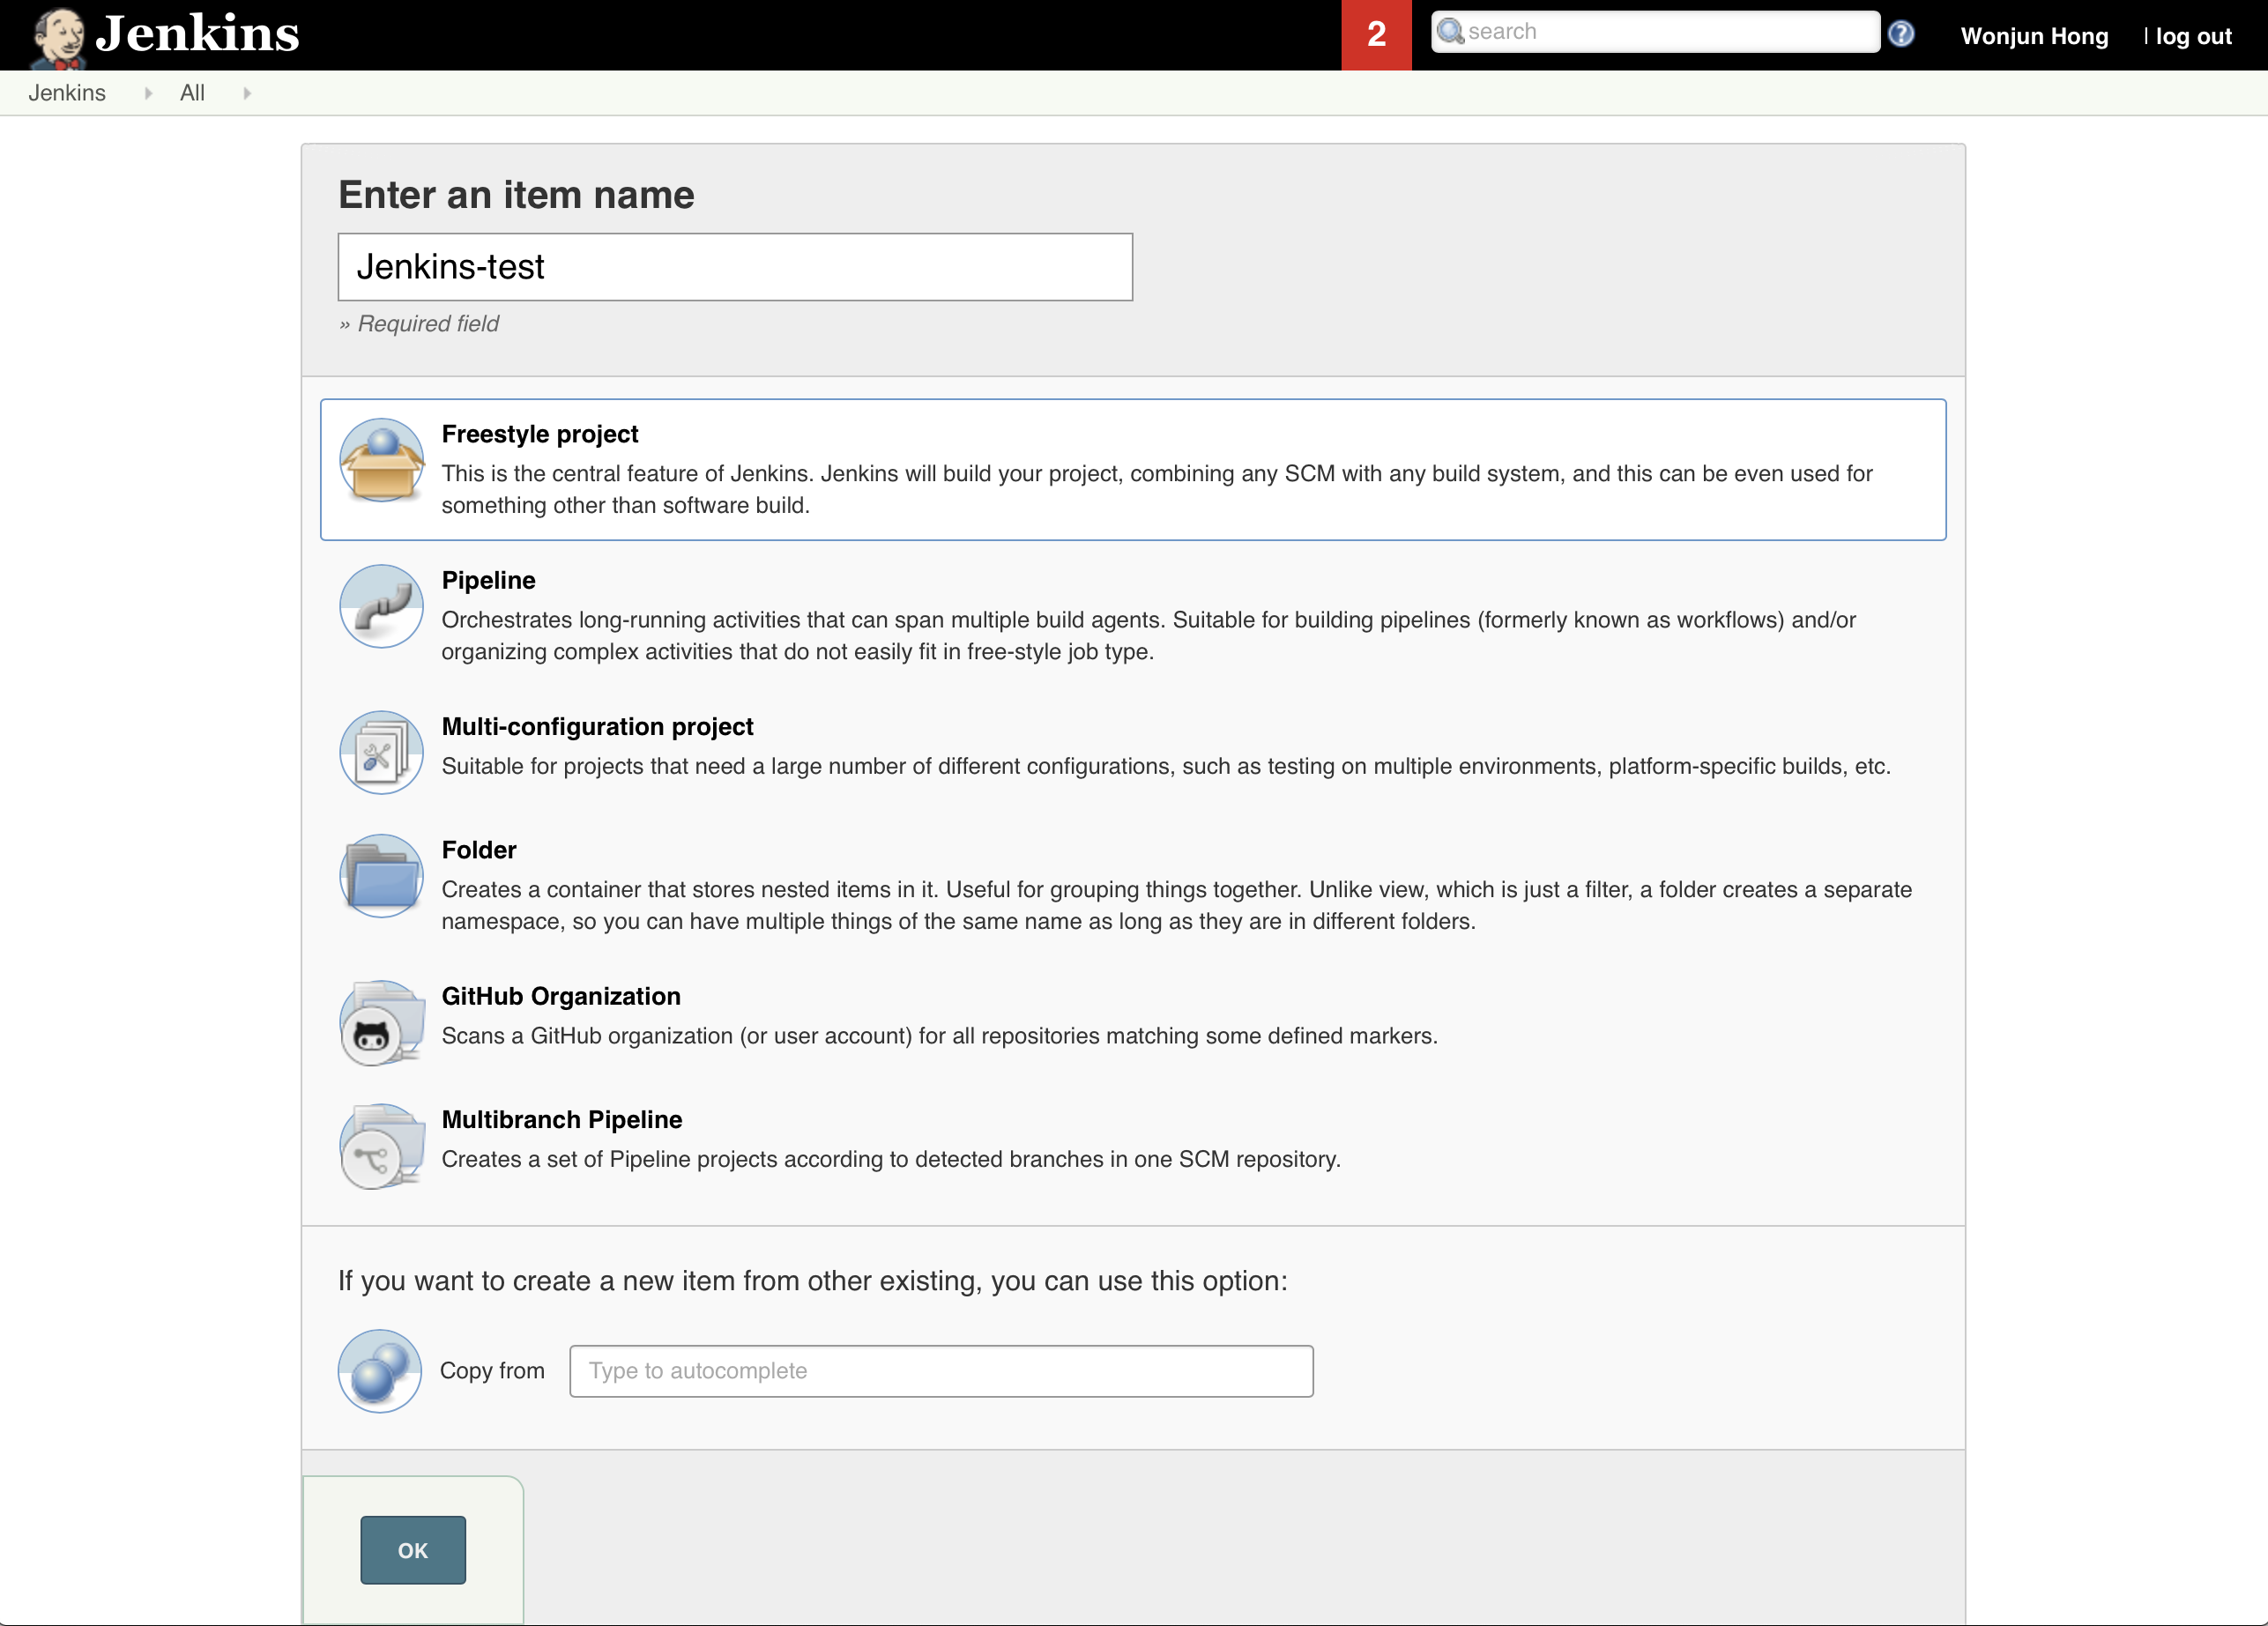 Jenkins
2
search
?
Wonjun Hong
| log out
Jenkins
All
Enter an item name
Jenkins-test
» Required field
Freestyle project
This is the central feature of Jenkins. Jenkins will build your project, combining any SCM with any build system, and this can be even used for
something other than software build.
Pipeline
Orchestrates long-running activities that can span multiple build agents. Suitable for building pipelines (formerly known as workflows) and/or
organizing complex activities that do not easily fit in free-style job type.
Multi-configuration project
Suitable for projects that need a large number of different configurations, such as testing on multiple environments, platform-specific builds, etc.
Folder
Creates a container that stores nested items in it. Useful for grouping things together. Unlike view, which is just a filter, a folder creates a separate
namespace, so you can have multiple things of the same name as long as they are in different folders.
GitHub Organization
Scans a GitHub organization (or user account) for all repositories matching some defined markers.
Multibranch Pipeline
Creates a set of Pipeline projects according to detected branches in one SCM repository.
If you want to create a new item from other existing, you can use this option:
Copy from
Type to autocomplete
OK